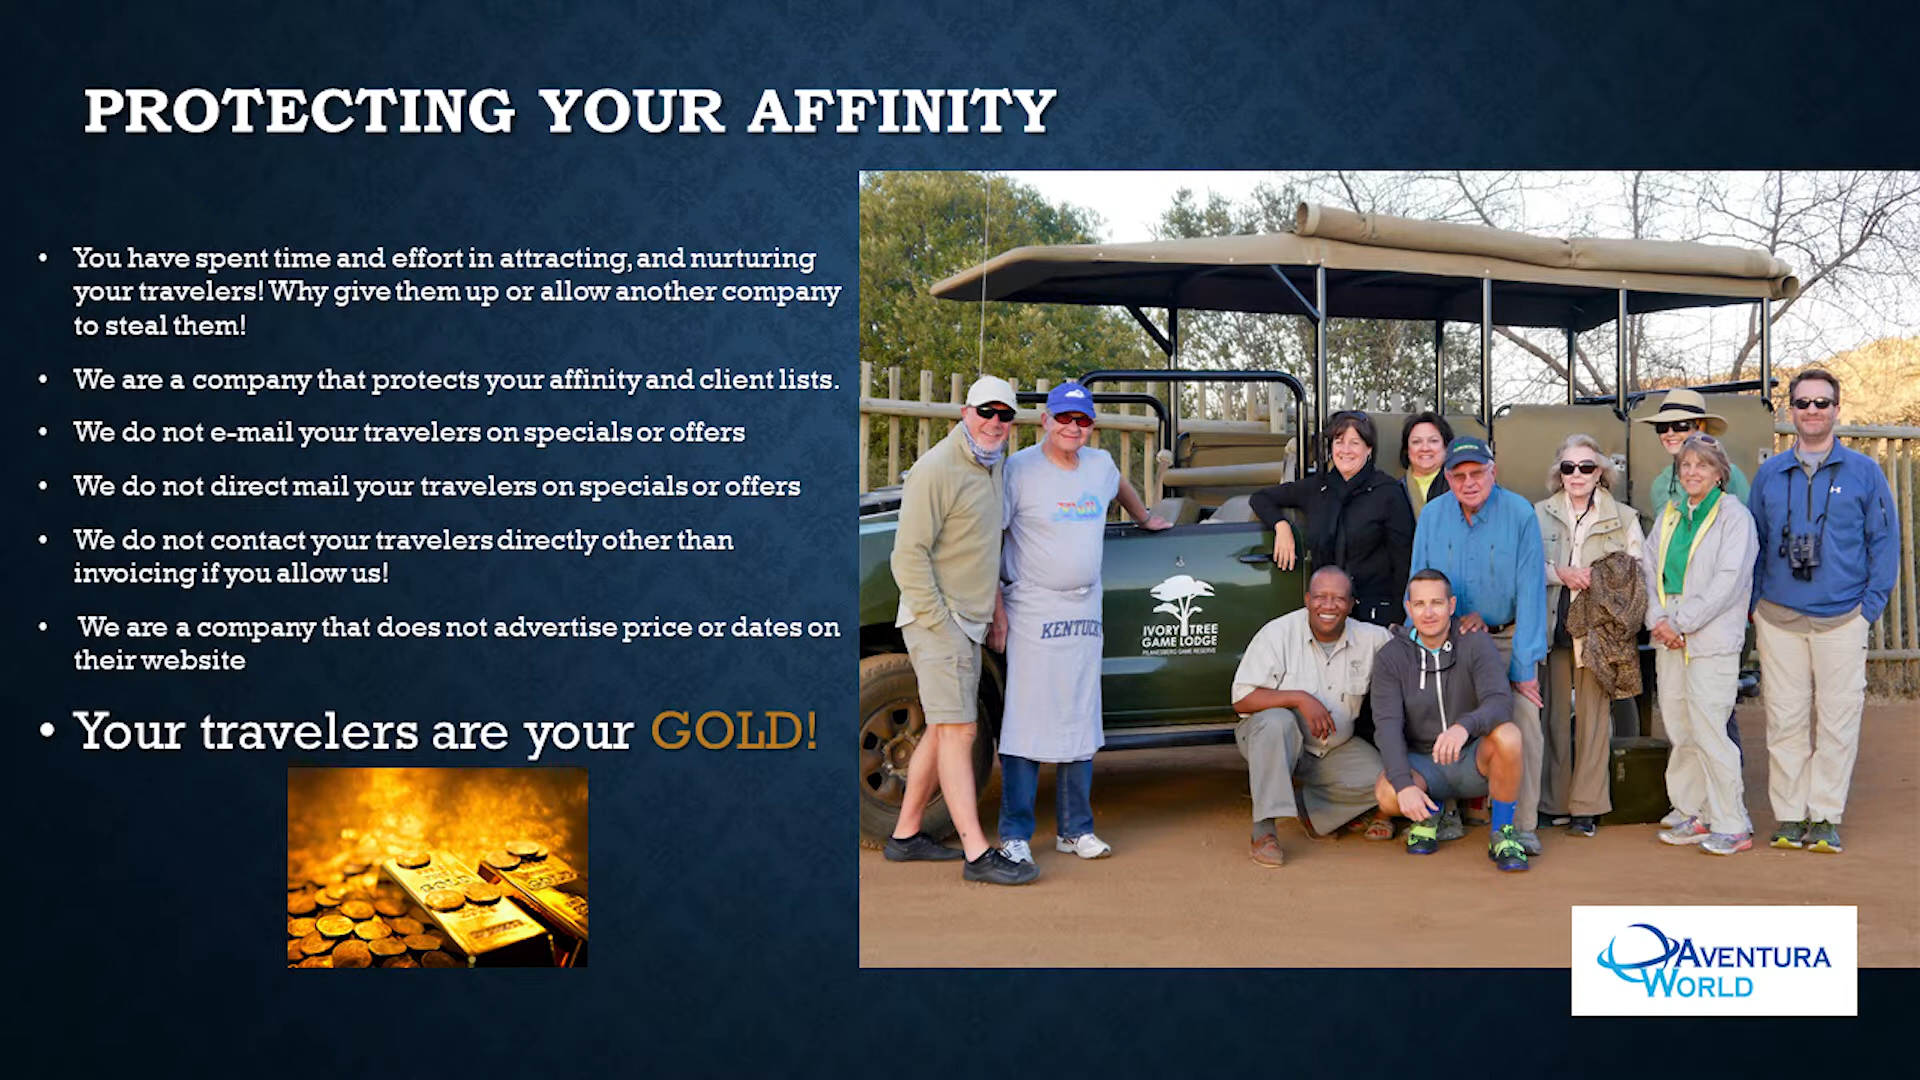 PROTECTING YOUR AFFINITY
• You have spent time and effort in attracting, and nurturing
your travelers! Why give them up or allow another company
to steal them!
• We are a company that protects your affinity and client lists.
• We do not e-mail your travelers on specials or offers
• We do not direct mail your travelers on specials or offers
• We do not contact your travelers directly other than
invoicing if you allow us!
• We are a company that does not advertise price or dates on
their website
• Your travelers are your GOLD!
GOLD
GOLD
KENTUCK
IVORY TREE
GAME LODGE
PILANESBERG GAME RESERVE
AVENTURA
WORLD